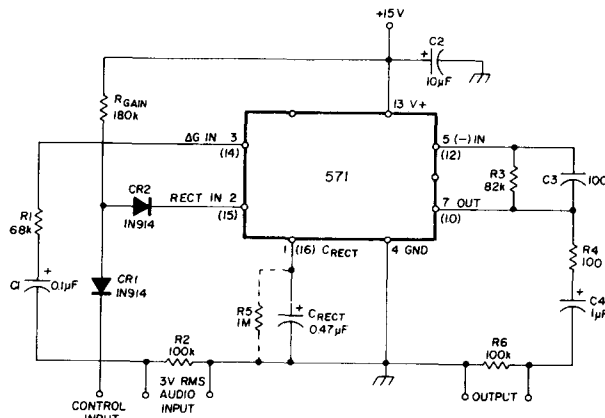 +15V
C2
+
10µF
RGAIN
180k
13 V+
ΔG IN 3
(14)
5 (-) IN
(12)
571
R3
82k
C3
100
CR2
1N914
RECT IN 2
(15)
7 OUT
(10)
R1
68k
1 (16) CRECT
4 GND
R4
100
C1
+
0.1µF
CR1
1N914
R5
1M
+
CRECT
0.47µF
+
C4
1µF
R2
100k
R6
100k
3V RMS
AUDIO
INPUT
OUTPUT
CONTROL
INPUT